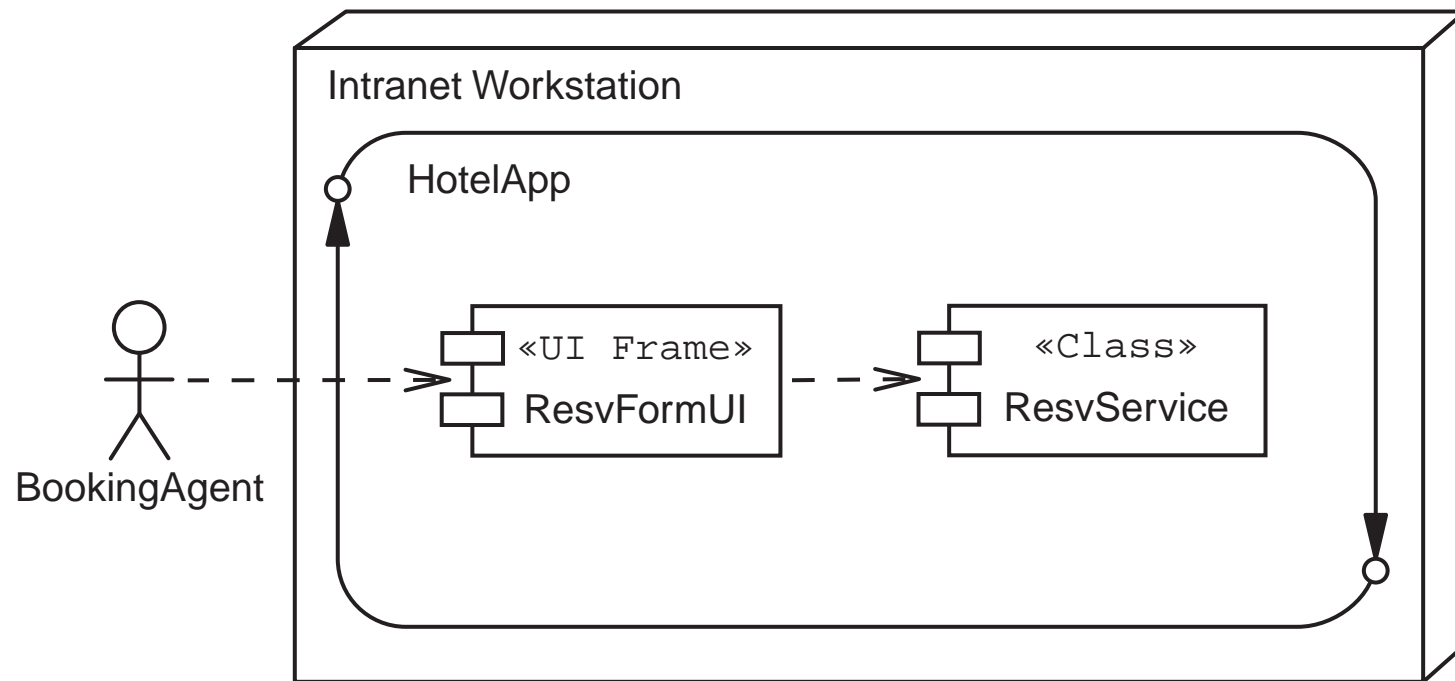 Intranet Workstation
HotelApp
«UI Frame»
ResvFormUI
«Class»
ResvService
BookingAgent